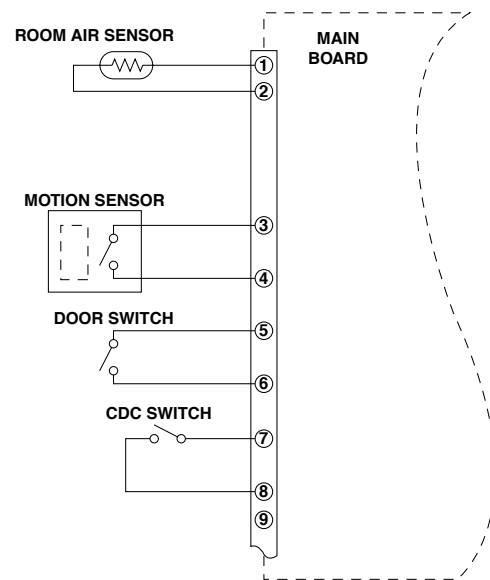 ROOM AIR SENSOR
MAIN
BOARD
1
2
MOTION SENSOR
3
4
DOOR SWITCH
5
6
CDC SWITCH
7
8
9